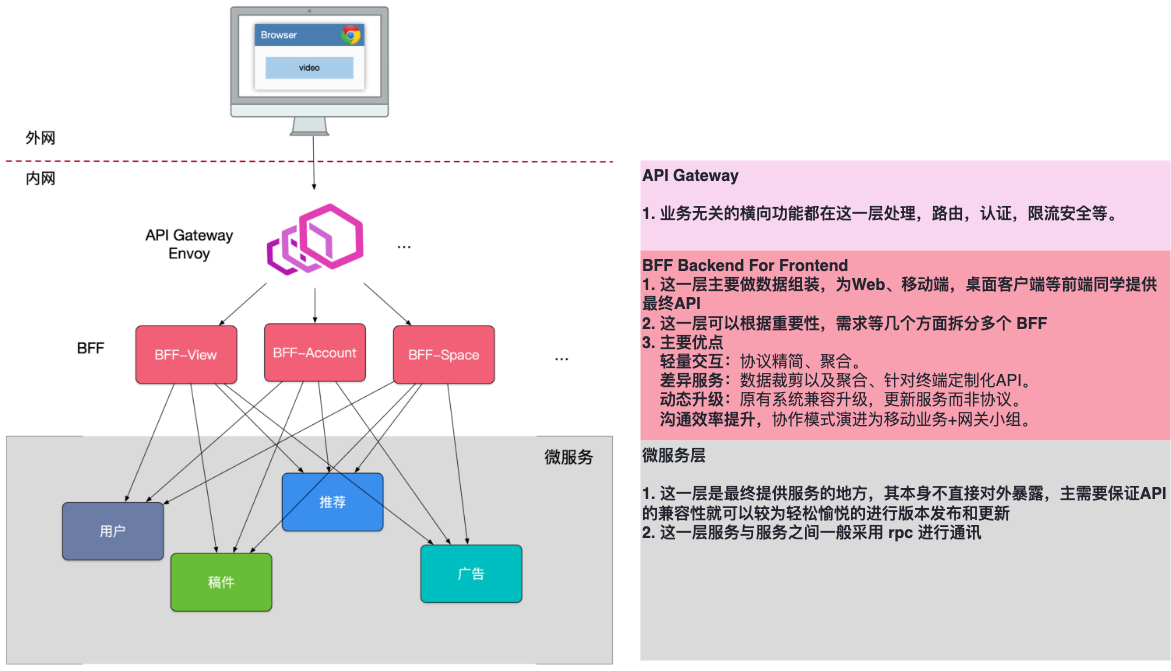 Browser
video
外网
内网
API Gateway
Envoy
...
BFF
BFF-View
BFF-Account
BFF-Space
...
微服务
用户
推荐
稿件
广告
API Gateway
1. 业务无关的横向功能都在这一层处理，路由，认证，限流安全等。
BFF Backend For Frontend
1. 这一层主要做数据组装，为Web、移动端，桌面客户端等前端同学提供
最终API
2. 这一层可以根据重要性，需求等几个方面拆分多个 BFF
3. 主要优点
轻量交互：协议精简、聚合。
差异服务：数据裁剪以及聚合、针对终端定制化API。
动态升级：原有系统兼容升级，更新服务而非协议。
沟通效率提升，协作模式演进为移动业务+网关小组。
微服务层
1. 这一层是最终提供服务的地方，其本身不直接对外暴露，主需要保证API
的兼容性就可以较为轻松愉悦的进行版本发布和更新
2. 这一层服务与服务之间一般采用 rpc 进行通讯